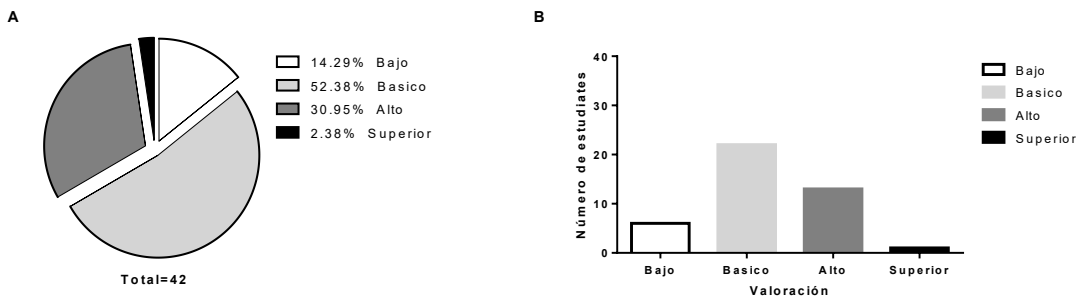 A
14.29% Bajo
52.38% Basico
30.95% Alto
2.38% Superior
Total=42
B
Número de estudiates
40
30
20
10
0
Bajo
Basico
Alto
Superior
Valoración
Bajo
Basico
Alto
Superior